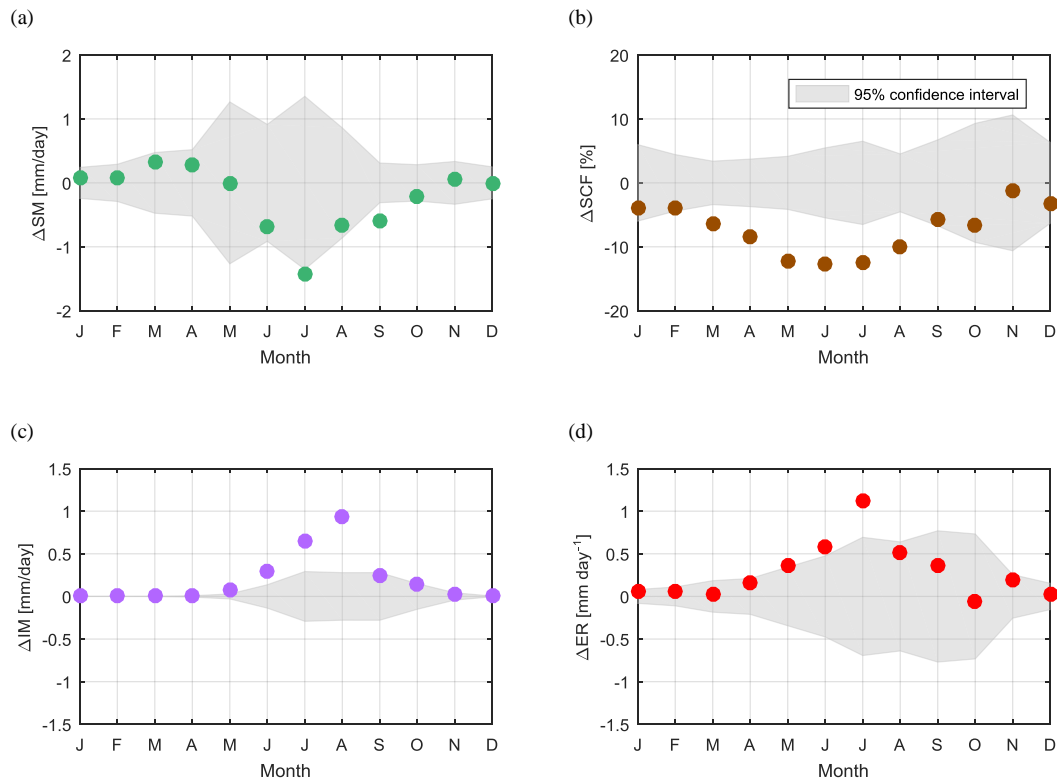 (a)
2
1
0
-1
-2
ΔSM [mm/day]
J F M A M J J A S O N D
Month
(b)
20
10
0
-10
-20
ΔSCF [%]
95% confidence interval
J F M A M J J A S O N D
Month
(c)
1.5
1
0.5
0
-0.5
-1
-1.5
ΔIM [mm/day]
J F M A M J J A S O N D
Month
(d)
1.5
1
0.5
0
-0.5
-1
-1.5
ΔER [mm day⁻¹]
J F M A M J J A S O N D
Month